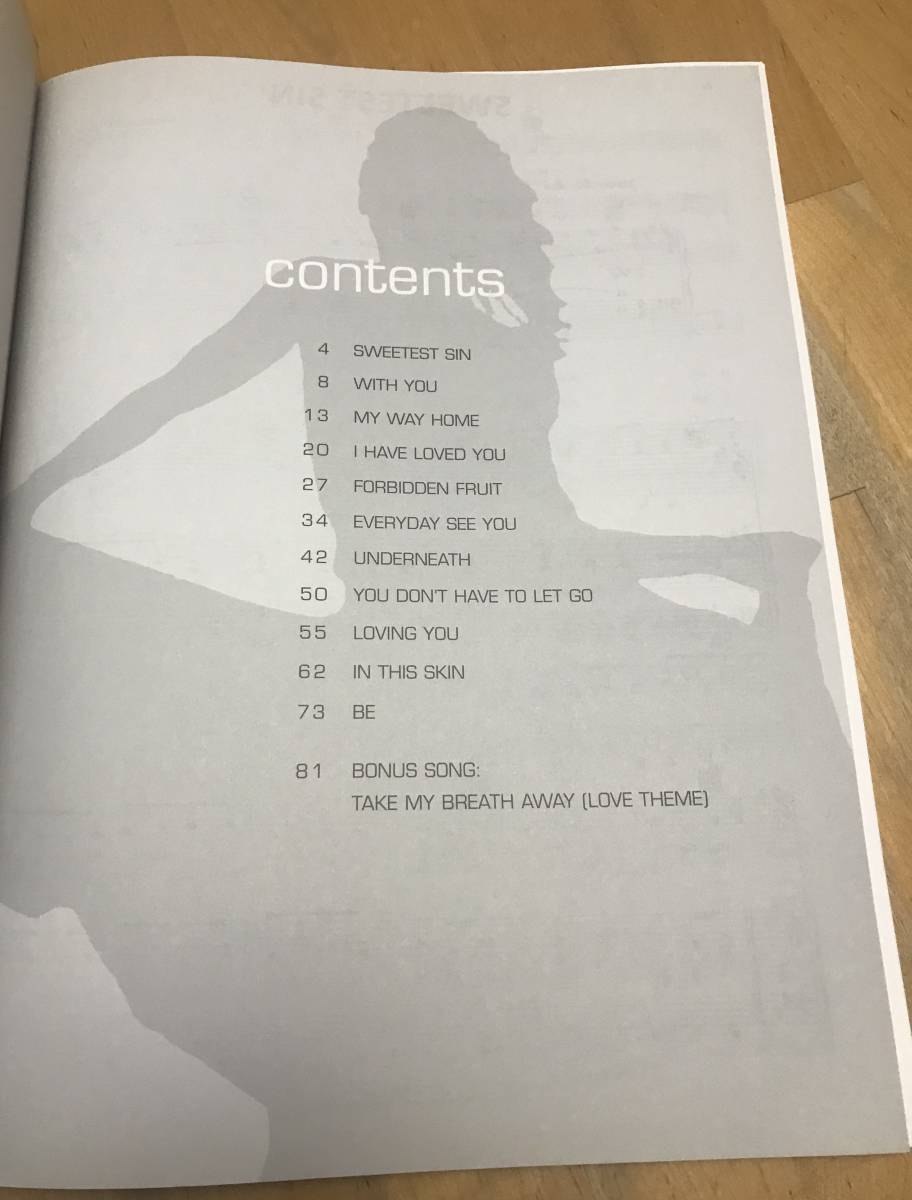 contents
4 SWEETEST SIN
8 WITH YOU
13 MY WAY HOME
20 I HAVE LOVED YOU
27 FORBIDDEN FRUIT
34 EVERYDAY SEE YOU
42 UNDERNEATH
50 YOU DON'T HAVE TO LET GO
55 LOVING YOU
62 IN THIS SKIN
73 BE
81 BONUS SONG:
TAKE MY BREATH AWAY (LOVE THEME)